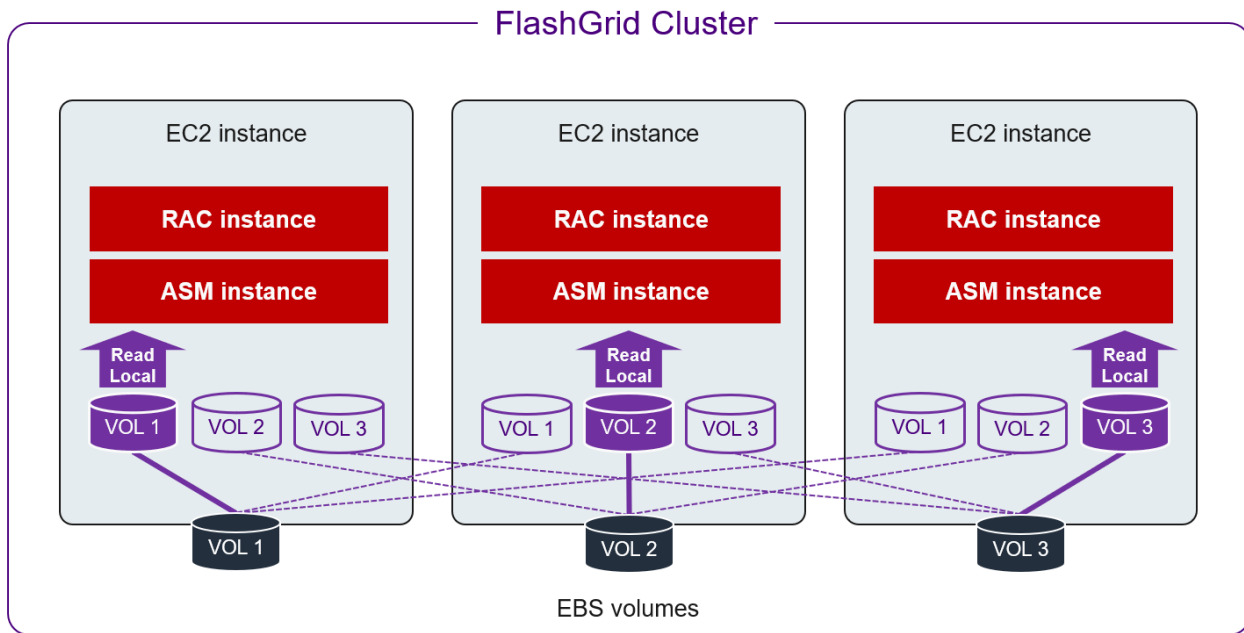 FlashGrid Cluster
EC2 instance
EC2 instance
EC2 instance
RAC instance
RAC instance
RAC instance
ASM instance
ASM instance
ASM instance
Read
Local
Read
Local
Read
Local
VOL 1
VOL 2
VOL 3
VOL 1
VOL 2
VOL 3
VOL 1
VOL 2
VOL 3
VOL 1
VOL 2
VOL 3
EBS volumes